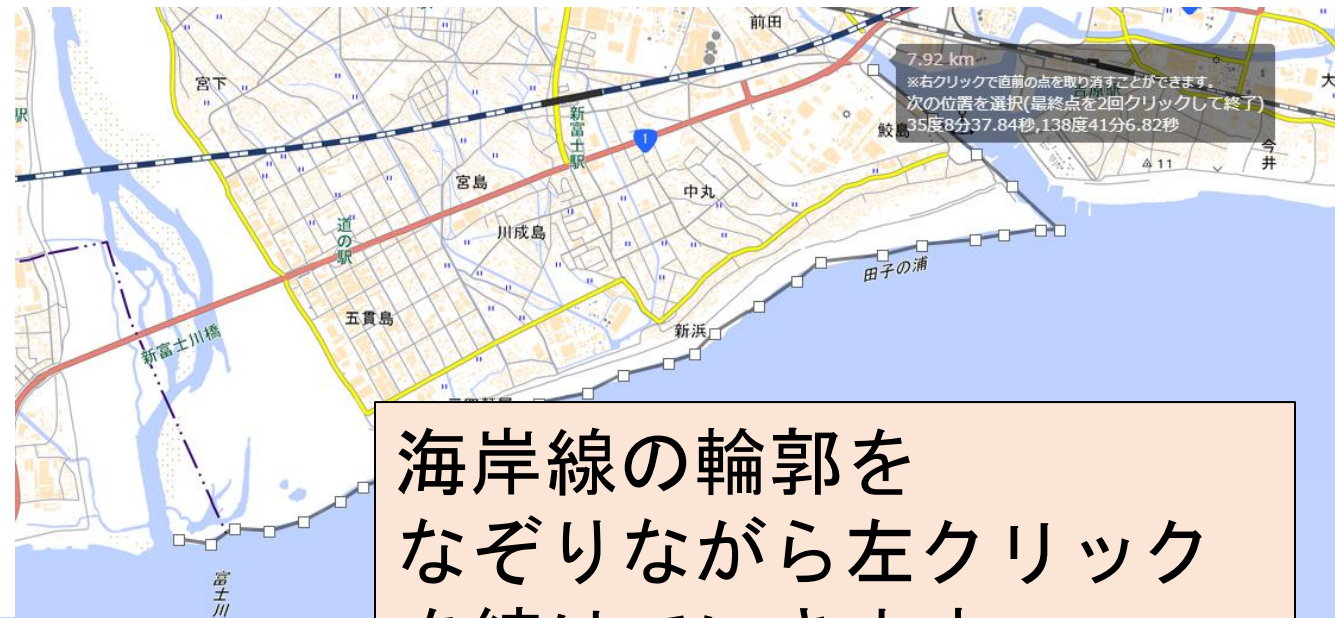 前田
宮下
駅
7.92 km
※右クリックで直前の点を取り消すことができます。
次の位置を選択(最終点を2回クリックして終了)
35度8分37.84秒,138度41分6.82秒
大
新富士駅
1
鮫島
今井
11
宮島
中丸
道の駅
川成島
田子の浦
五貫島
新浜
新富士川橋
海岸線の輪郭を
なぞりながら左クリック
富士川